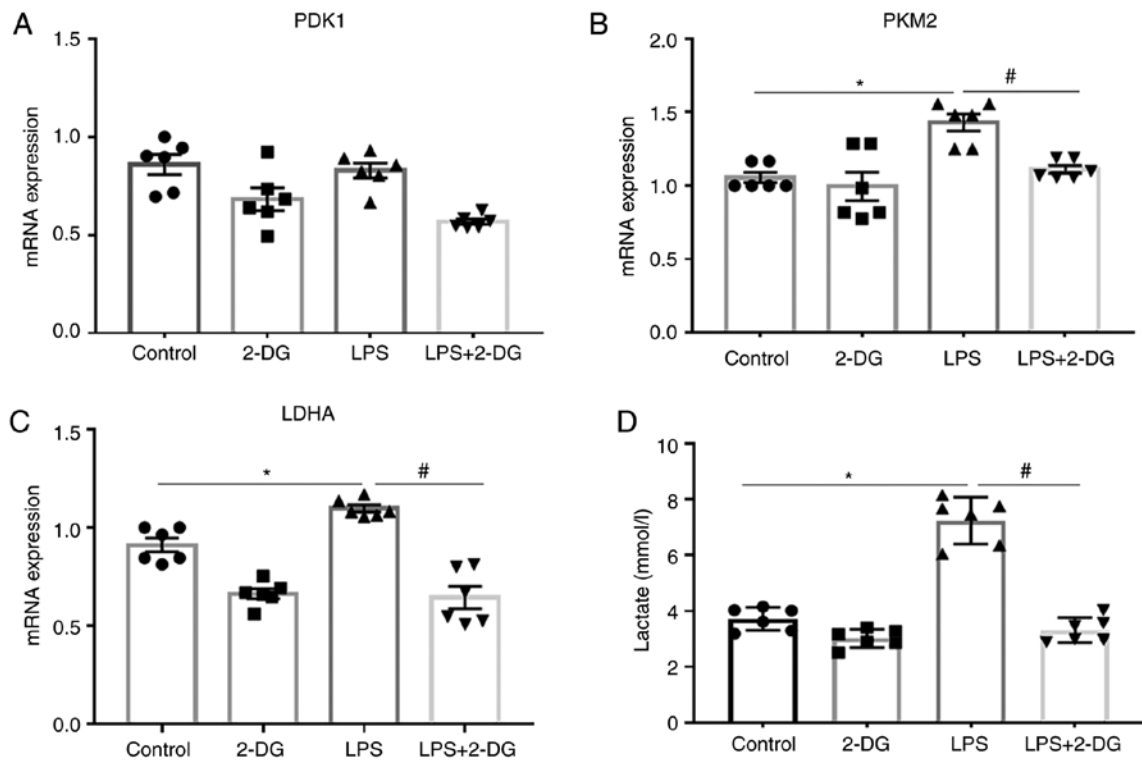 A
PDK1
mRNA expression
1.5
1.0
0.5
0.0
Control 2-DG LPS LPS+2-DG
B
PKM2
mRNA expression
2.0
1.5
1.0
0.5
0.0
* #
Control 2-DG LPS LPS+2-DG
C
LDHA
mRNA expression
1.5
1.0
0.5
0.0
* #
Control 2-DG LPS LPS+2-DG
D
Lactate (mmol/l)
10
8
6
4
2
0
* #
Control 2-DG LPS LPS+2-DG